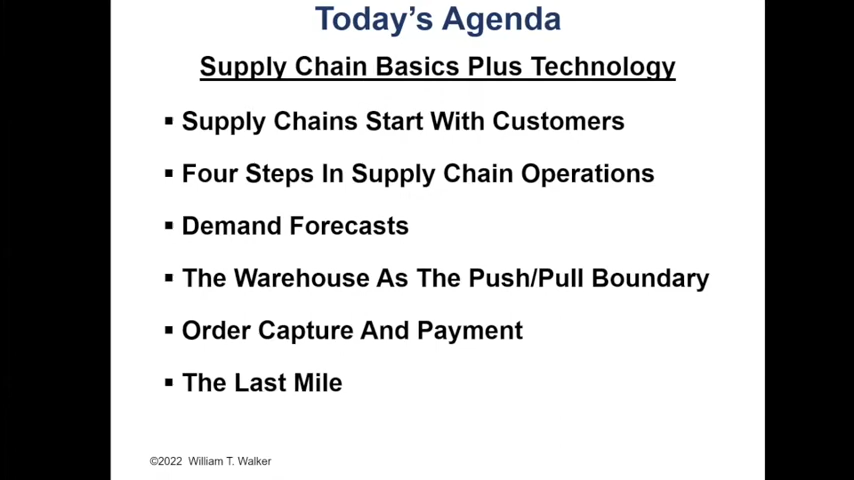 Today's Agenda
Supply Chain Basics Plus Technology
▪ Supply Chains Start With Customers
▪ Four Steps In Supply Chain Operations
▪ Demand Forecasts
▪ The Warehouse As The Push/Pull Boundary
▪ Order Capture And Payment
▪ The Last Mile
©2022 William T. Walker